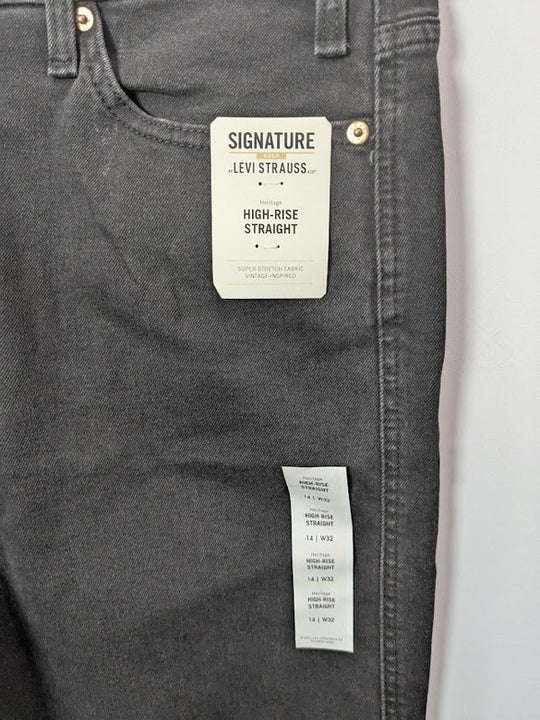 SIGNATURE
GOLD
BY LEVI STRAUSS & CO™
Heritage
HIGH-RISE
STRAIGHT
SUPER STRETCH FABRIC
VINTAGE-INSPIRED
Heritage
HIGH-RISE
STRAIGHT
14 | W32
Heritage
HIGH-RISE
STRAIGHT
14 | W32
Heritage
HIGH-RISE
STRAIGHT
14 | W32
Heritage
HIGH-RISE
STRAIGHT
14 | W32